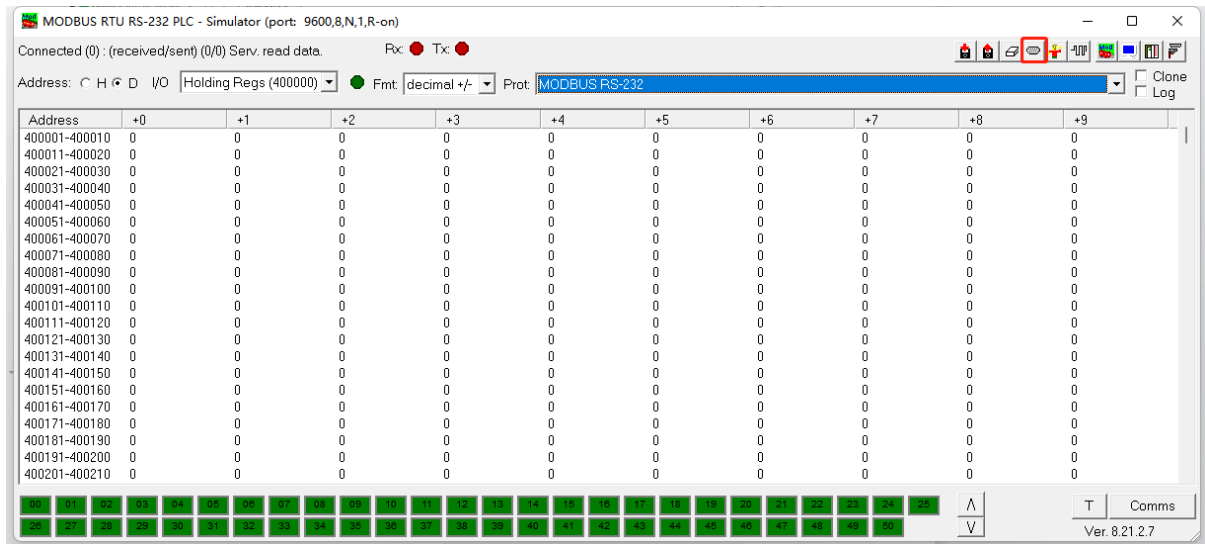 MODBUS RTU RS-232 PLC - Simulator (port: 9600,8,N,1,R-on)
Connected (0) : (received/sent) (0/0) Serv. read data. Rx: Tx:
Address: H D I/O Holding Regs (400000) Fmt: decimal +/- Prot: MODBUS RS-232 Clone
Log
Address +0 +1 +2 +3 +4 +5 +6 +7 +8 +9
400001-400010 0 0 0 0 0 0 0 0 0 0
400011-400020 0 0 0 0 0 0 0 0 0 0
400021-400030 0 0 0 0 0 0 0 0 0 0
400031-400040 0 0 0 0 0 0 0 0 0 0
400041-400050 0 0 0 0 0 0 0 0 0 0
400051-400060 0 0 0 0 0 0 0 0 0 0
400061-400070 0 0 0 0 0 0 0 0 0 0
400071-400080 0 0 0 0 0 0 0 0 0 0
400081-400090 0 0 0 0 0 0 0 0 0 0
400091-400100 0 0 0 0 0 0 0 0 0 0
400101-400110 0 0 0 0 0 0 0 0 0 0
400111-400120 0 0 0 0 0 0 0 0 0 0
400121-400130 0 0 0 0 0 0 0 0 0 0
400131-400140 0 0 0 0 0 0 0 0 0 0
400141-400150 0 0 0 0 0 0 0 0 0 0
400151-400160 0 0 0 0 0 0 0 0 0 0
400161-400170 0 0 0 0 0 0 0 0 0 0
400171-400180 0 0 0 0 0 0 0 0 0 0
400181-400190 0 0 0 0 0 0 0 0 0 0
400191-400200 0 0 0 0 0 0 0 0 0 0
400201-400210 0 0 0 0 0 0 0 0 0 0
00 01 02 03 04 05 06 07 08 09 10 11 12 13 14 15 16 17 18 19 20 21 22 23 24 25 T Comms
26 27 28 29 30 31 32 33 34 35 36 37 38 39 40 41 42 43 44 45 46 47 48 49 50 Ver. 8.21.2.7